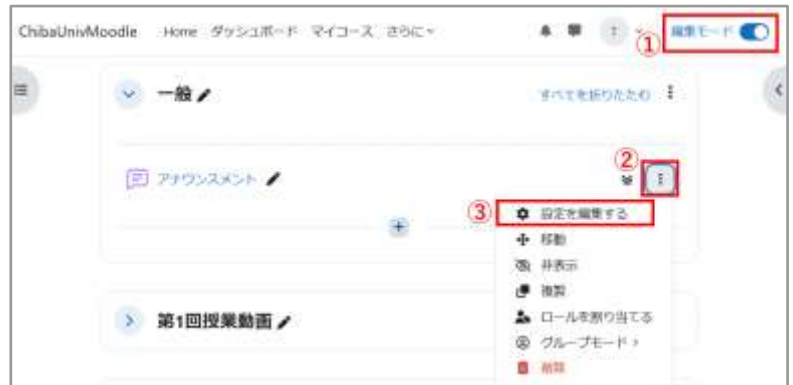 ChibaUnivMoodle Home ダッシュボード マイコース さらに T 編集モード
①
一般 すべてを折りたたむ
②
アナウンスメント
③ 設定を編集する
移動
非表示
複製
第1回授業動画 ロールを割り当てる
グループモード
削除